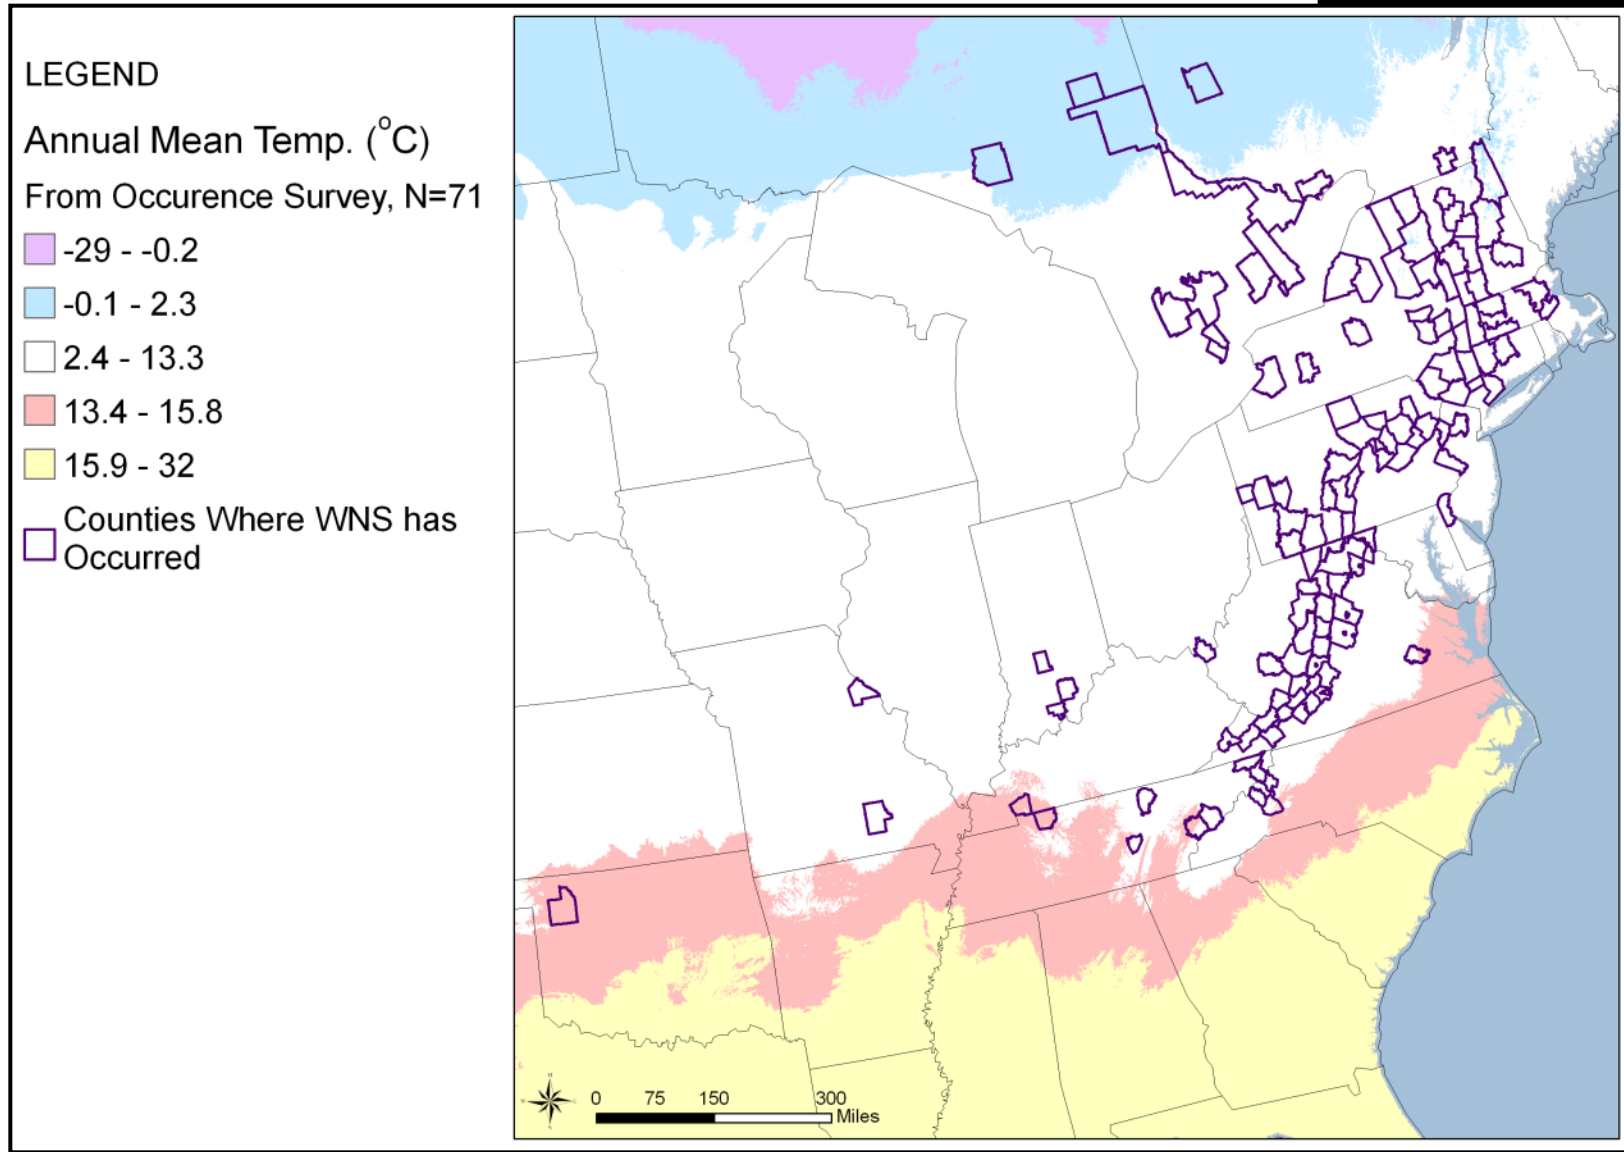 LEGEND
Annual Mean Temp. (°C)
From Occurence Survey, N=71
-29 - -0.2
-0.1 - 2.3
2.4 - 13.3
13.4 - 15.8
15.9 - 32
Counties Where WNS has
Occurred
0 75 150 300
Miles